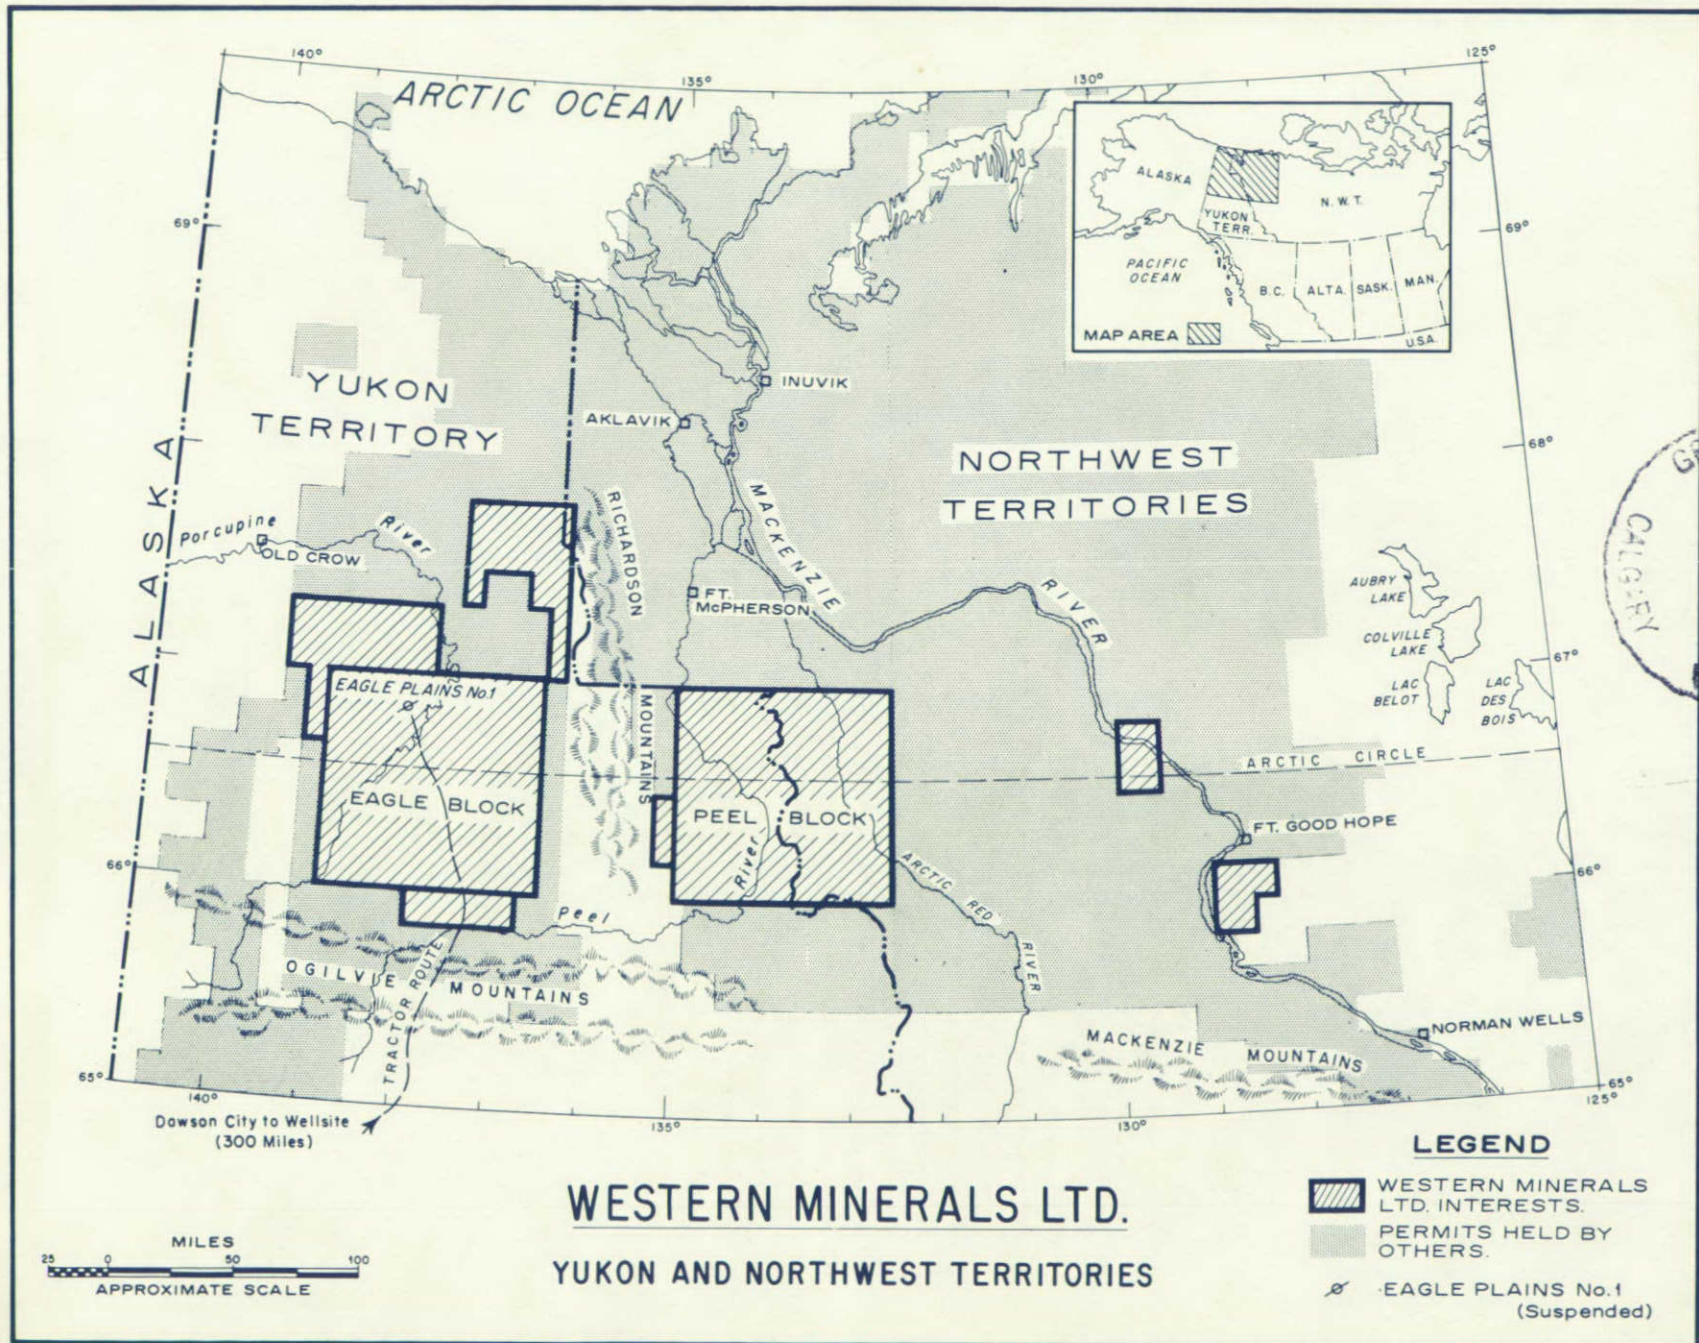 140°
135°
130°
125°
ARCTIC OCEAN
ALASKA
N.W.T.
YUKON
TERR.
PACIFIC
OCEAN
B.C.
ALTA.
SASK.
MAN.
U.S.A.
MAP AREA
69°
69°
INUVIK
YUKON
TERRITORY
AKLAVIK
68°
NORTHWEST
TERRITORIES
ALASKA
MACKENZIE
RIVER
RICHARDSON
MOUNTAINS
Porcupine
River
OLD CROW
FT.
McPHERSON
CALGARY
AUBRY
LAKE
COLVILLE
LAKE
LAC
BELOT
LAC
DES
BOIS
67°
EAGLE PLAINS No.1
ARCTIC CIRCLE
EAGLE BLOCK
PEEL BLOCK
FT. GOOD HOPE
66°
66°
Peel
River
ARCTIC RED
RIVER
OGILVIE
MOUNTAINS
TRACTOR ROUTE
NORMAN WELLS
MACKENZIE
MOUNTAINS
65°
65°
140°
135°
130°
125°
Dawson City to Wellsite
(300 Miles)
WESTERN MINERALS LTD.
YUKON AND NORTHWEST TERRITORIES
MILES
25 0 50 100
APPROXIMATE SCALE
LEGEND
WESTERN MINERALS
LTD. INTERESTS.
PERMITS HELD BY
OTHERS.
EAGLE PLAINS No.1
(Suspended)